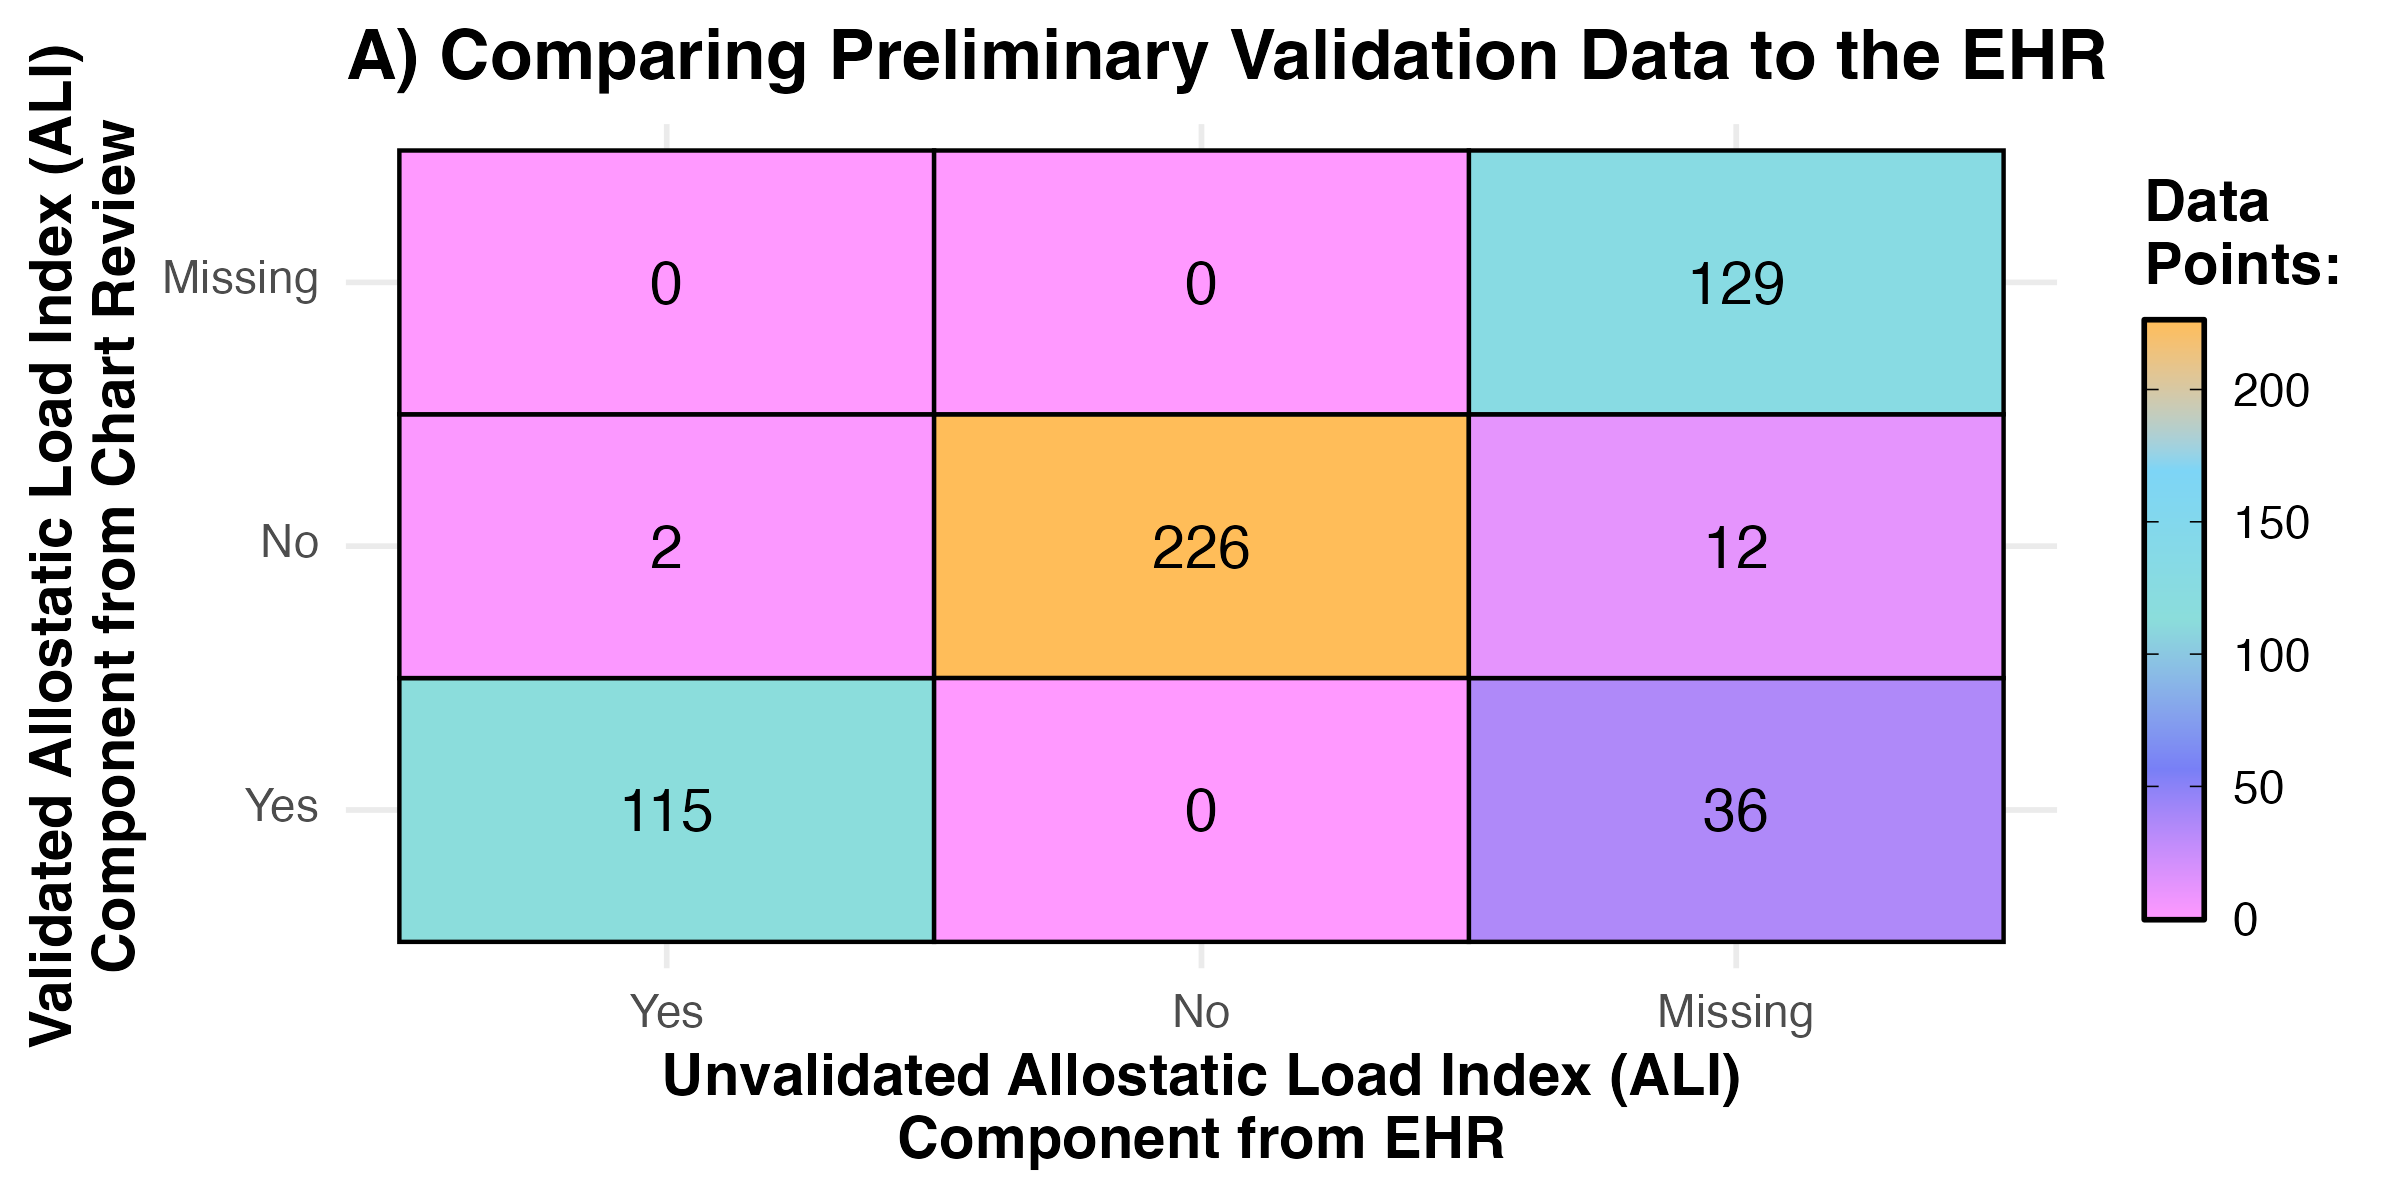 A) Comparing Preliminary Validation Data to the EHR
Validated Allostatic Load Index (ALI)
Component from Chart Review
Missing
0
0
129
No
2
226
12
Yes
115
0
36
Yes
No
Missing
Unvalidated Allostatic Load Index (ALI)
Component from EHR
Data
Points:
200
150
100
50
0